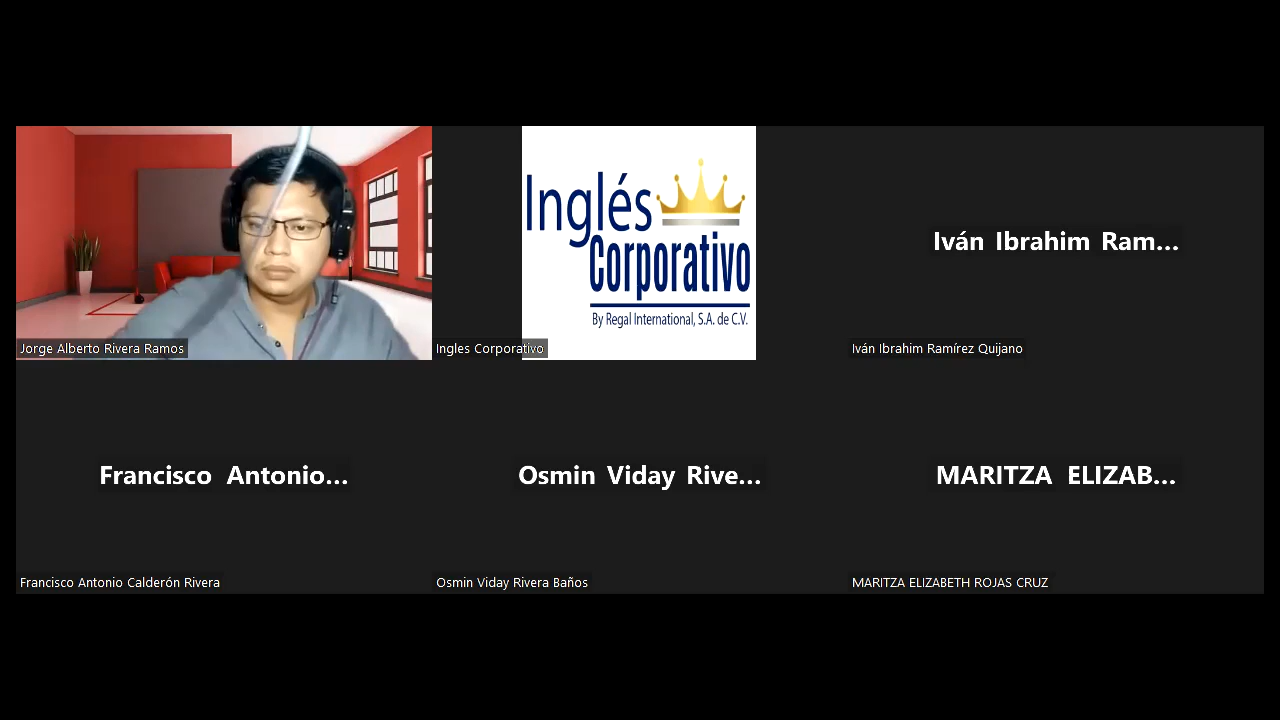 Inglés
Corporativo
By Regal International, S.A. de C.V.
Iván Ibrahim Ram...
Jorge Alberto Rivera Ramos
Ingles Corporativo
Iván Ibrahim Ramírez Quijano
Francisco Antonio...
Osmin Viday Rive...
MARITZA ELIZAB...
Francisco Antonio Calderón Rivera
Osmin Viday Rivera Baños
MARITZA ELIZABETH ROJAS CRUZ